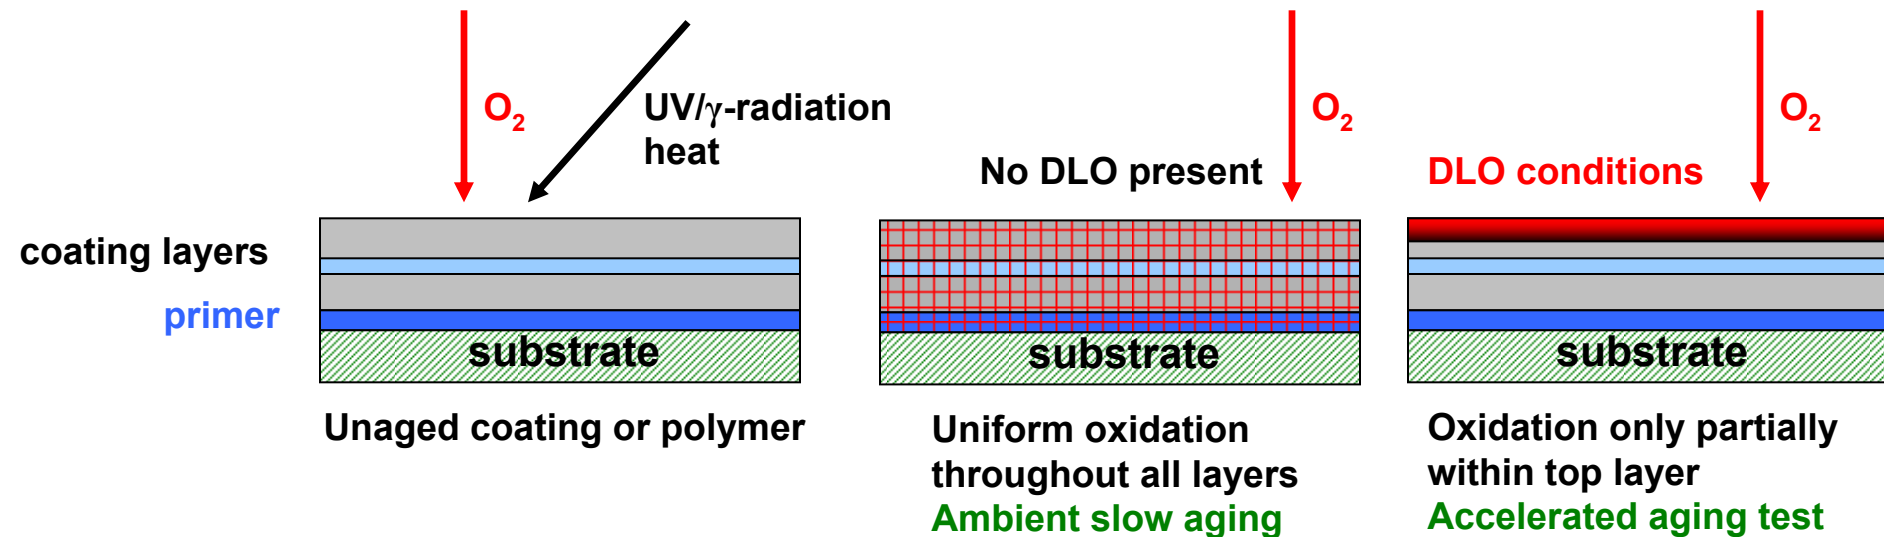 O₂
UV/γ-radiation
heat
coating layers
primer
substrate
Unaged coating or polymer
No DLO present
O₂
substrate
Uniform oxidation
throughout all layers
Ambient slow aging
DLO conditions
O₂
substrate
Oxidation only partially
within top layer
Accelerated aging test